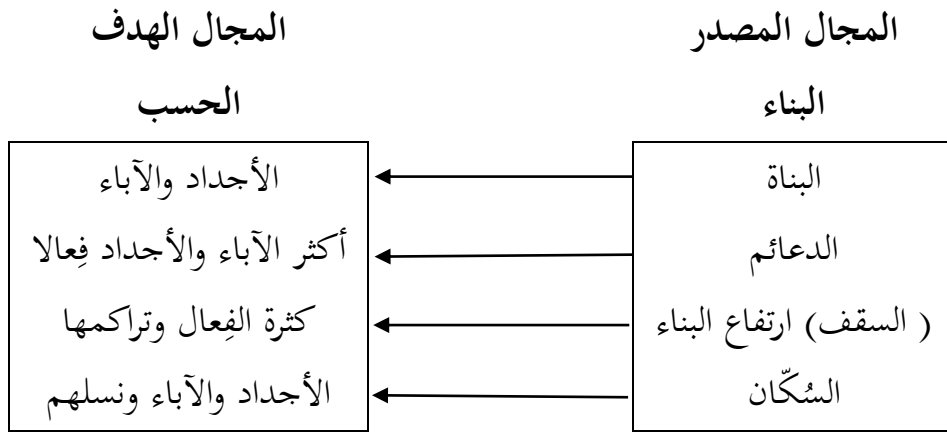 المجال المصدر
المجال الهدف
البناء
الحسب
البناة
الأجداد والآباء
الدعائم
أكثر الآباء والأجداد فِعالا
( السقف) ارتفاع البناء
كثرة الفِعال وتراكمها
السُكّان
الأجداد والآباء ونسلهم